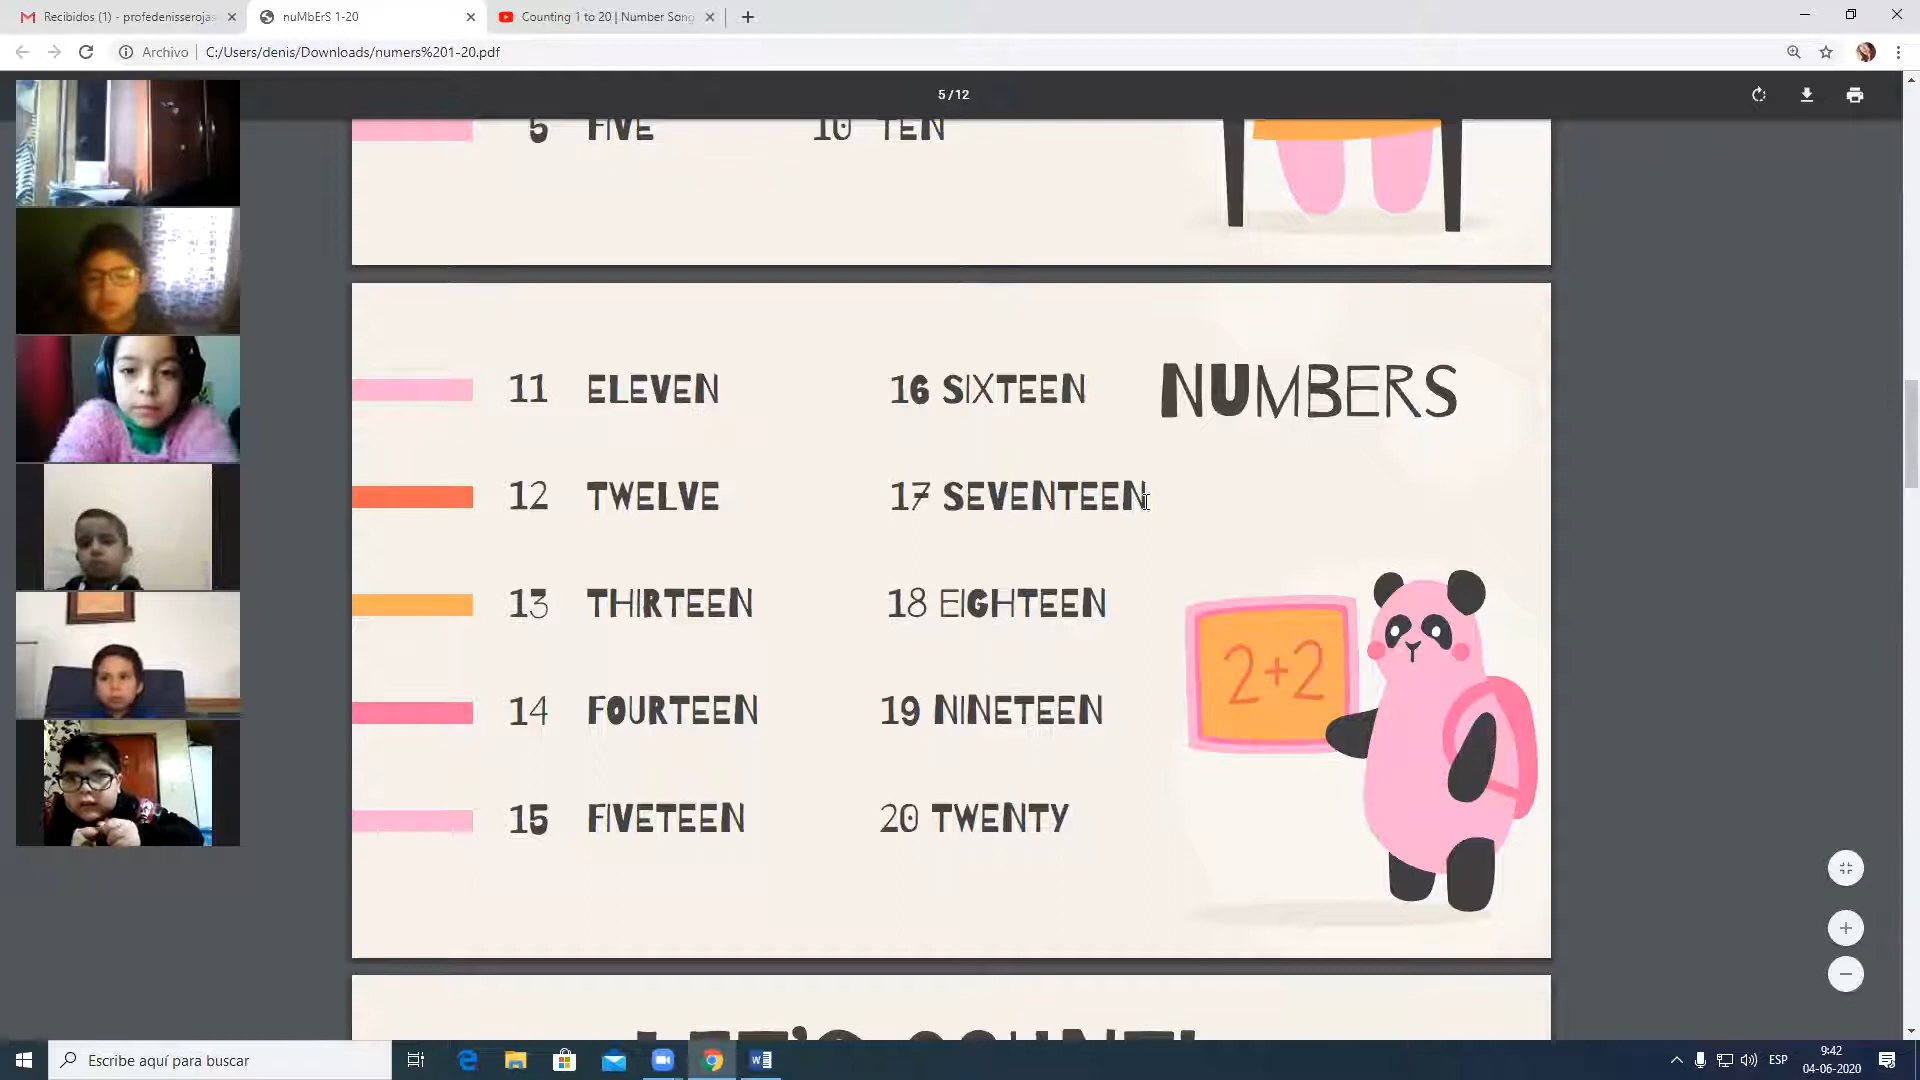 Recibidos (1) - profedenisserojas
nuMbErS 1-20
Counting 1 to 20 | Number Song
Archivo
C:/Users/denis/Downloads/numers%201-20.pdf
5 / 12
5 FIVE 10 TEN
NUMBERS
11 ELEVEN 16 SIXTEEN
12 TWELVE 17 SEVENTEEN
13 THIRTEEN 18 EIGHTEEN
14 FOURTEEN 19 NINETEEN
15 FIVETEEN 20 TWENTY
2+2
LET'S COUNT!
Escribe aquí para buscar
ESP
9:42
04-06-2020